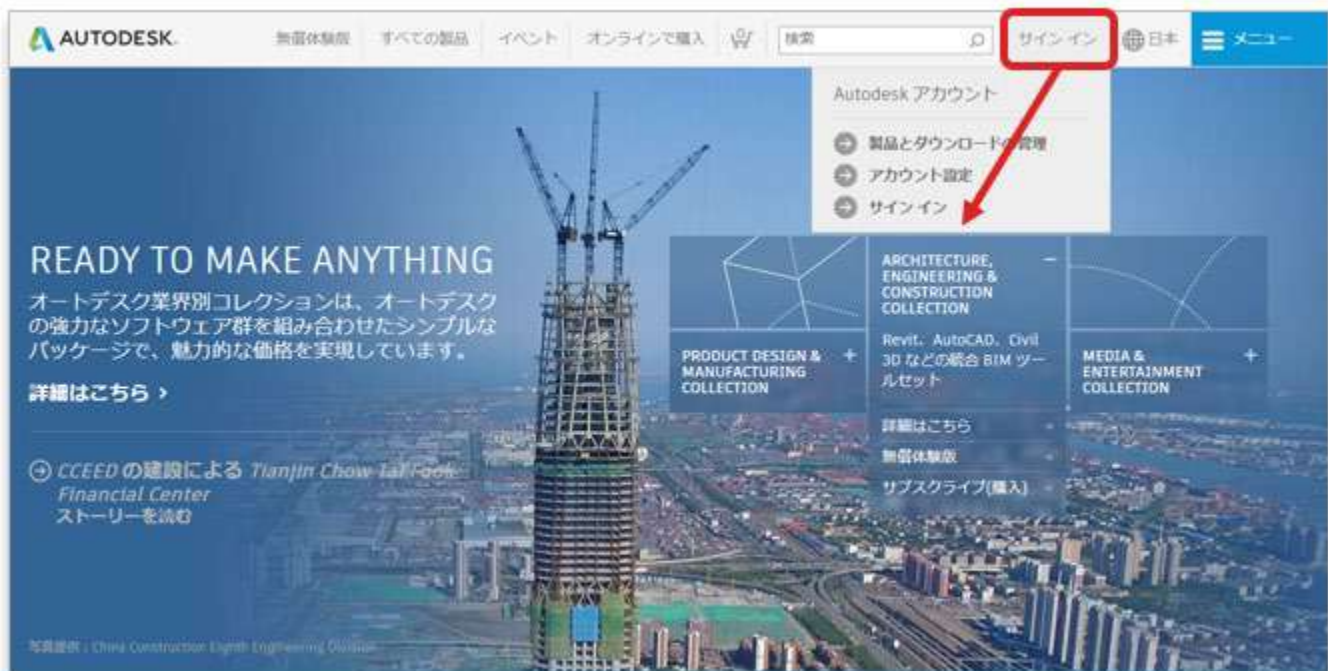 AUTODESK.
無償体験版 すべての製品 イベント オンラインで購入 検索 サイン イン 日本 メニュー
Autodesk アカウント
製品とダウンロードの管理
アカウント設定
サイン イン
READY TO MAKE ANYTHING
オートデスク業界別コレクションは、オートデスク
の強力なソフトウェア群を組み合わせたシンプルな
パッケージで、魅力的な価格を実現しています。
詳細はこちら ›
CCEED の建設による Tianjin Chow Tai Fook
Financial Center
ストーリーを読む
PRODUCT DESIGN & +
MANUFACTURING
COLLECTION
ARCHITECTURE, −
ENGINEERING &
CONSTRUCTION
COLLECTION
Revit、AutoCAD、Civil
3D などの統合 BIM ツー
ルセット
詳細はこちら
無償体験版
サブスクライブ(購入)
MEDIA & +
ENTERTAINMENT
COLLECTION
写真提供：China Construction Eighth Engineering Division